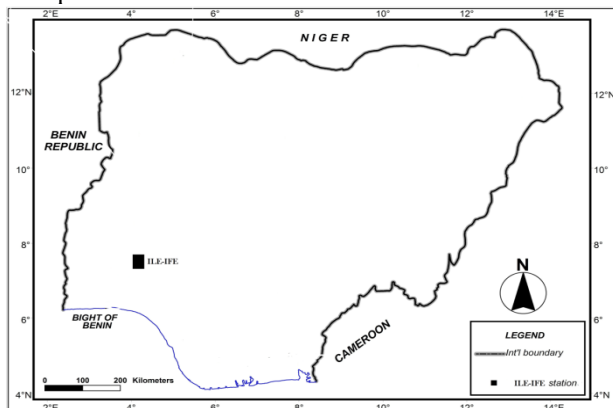 2°E 4° 6° 8° 10° 12° 14°E
NIGER
12°N 12°N
BENIN
REPUBLIC
10° 10°
8° 8°
ILE-IFE
N
6° 6°
BIGHT OF
BENIN
CAMEROON
LEGEND
Int'l boundary
ILE-IFE station
0 100 200 Kilometers
4°N 4°N
2°E 4° 6° 8° 10° 12° 14°E